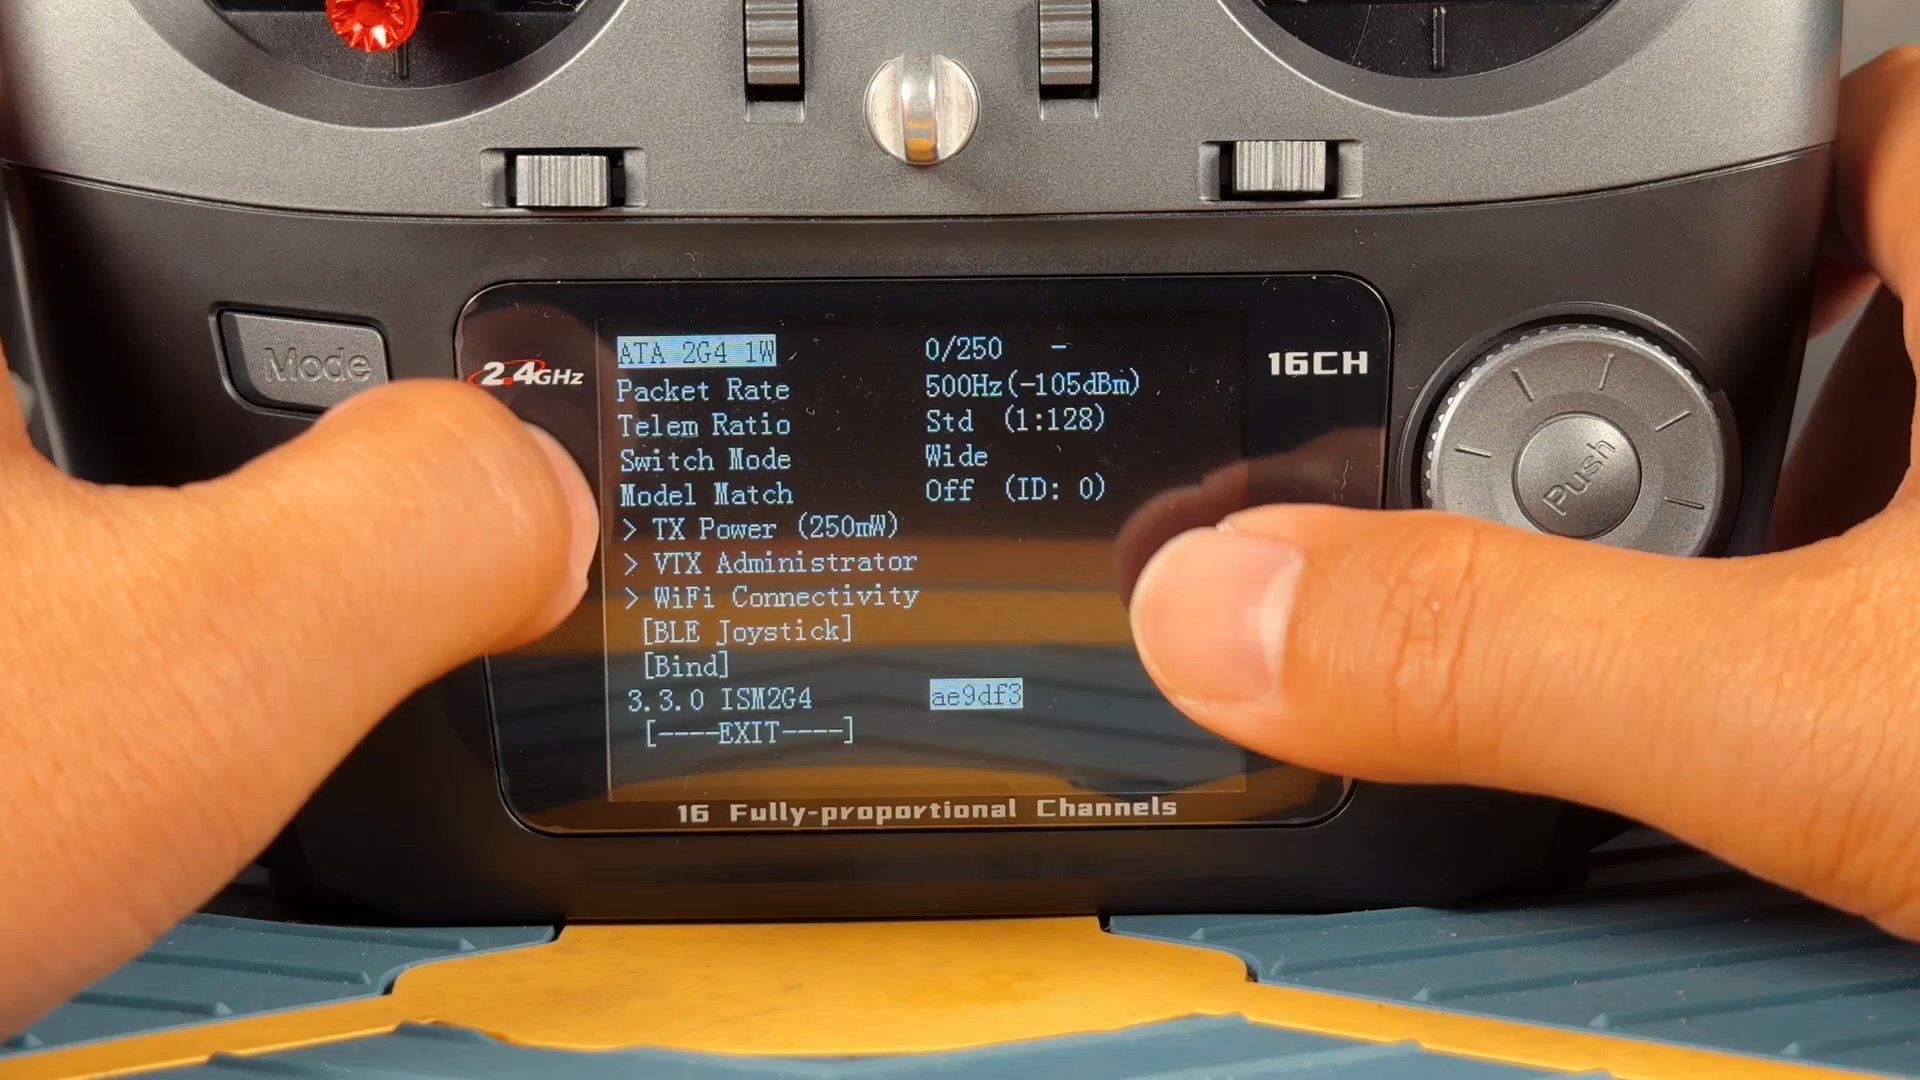 Mode
2.4GHz
16CH
Push
ATA 2G4 1W 0/250 -
Packet Rate 500Hz(-105dBm)
Telem Ratio Std (1:128)
Switch Mode Wide
Model Match Off (ID: 0)
> TX Power (250mW)
> VTX Administrator
> WiFi Connectivity
[BLE Joystick]
[Bind]
3.3.0 ISM2G4 ae9df3
[----EXIT----]
16 Fully-proportional Channels